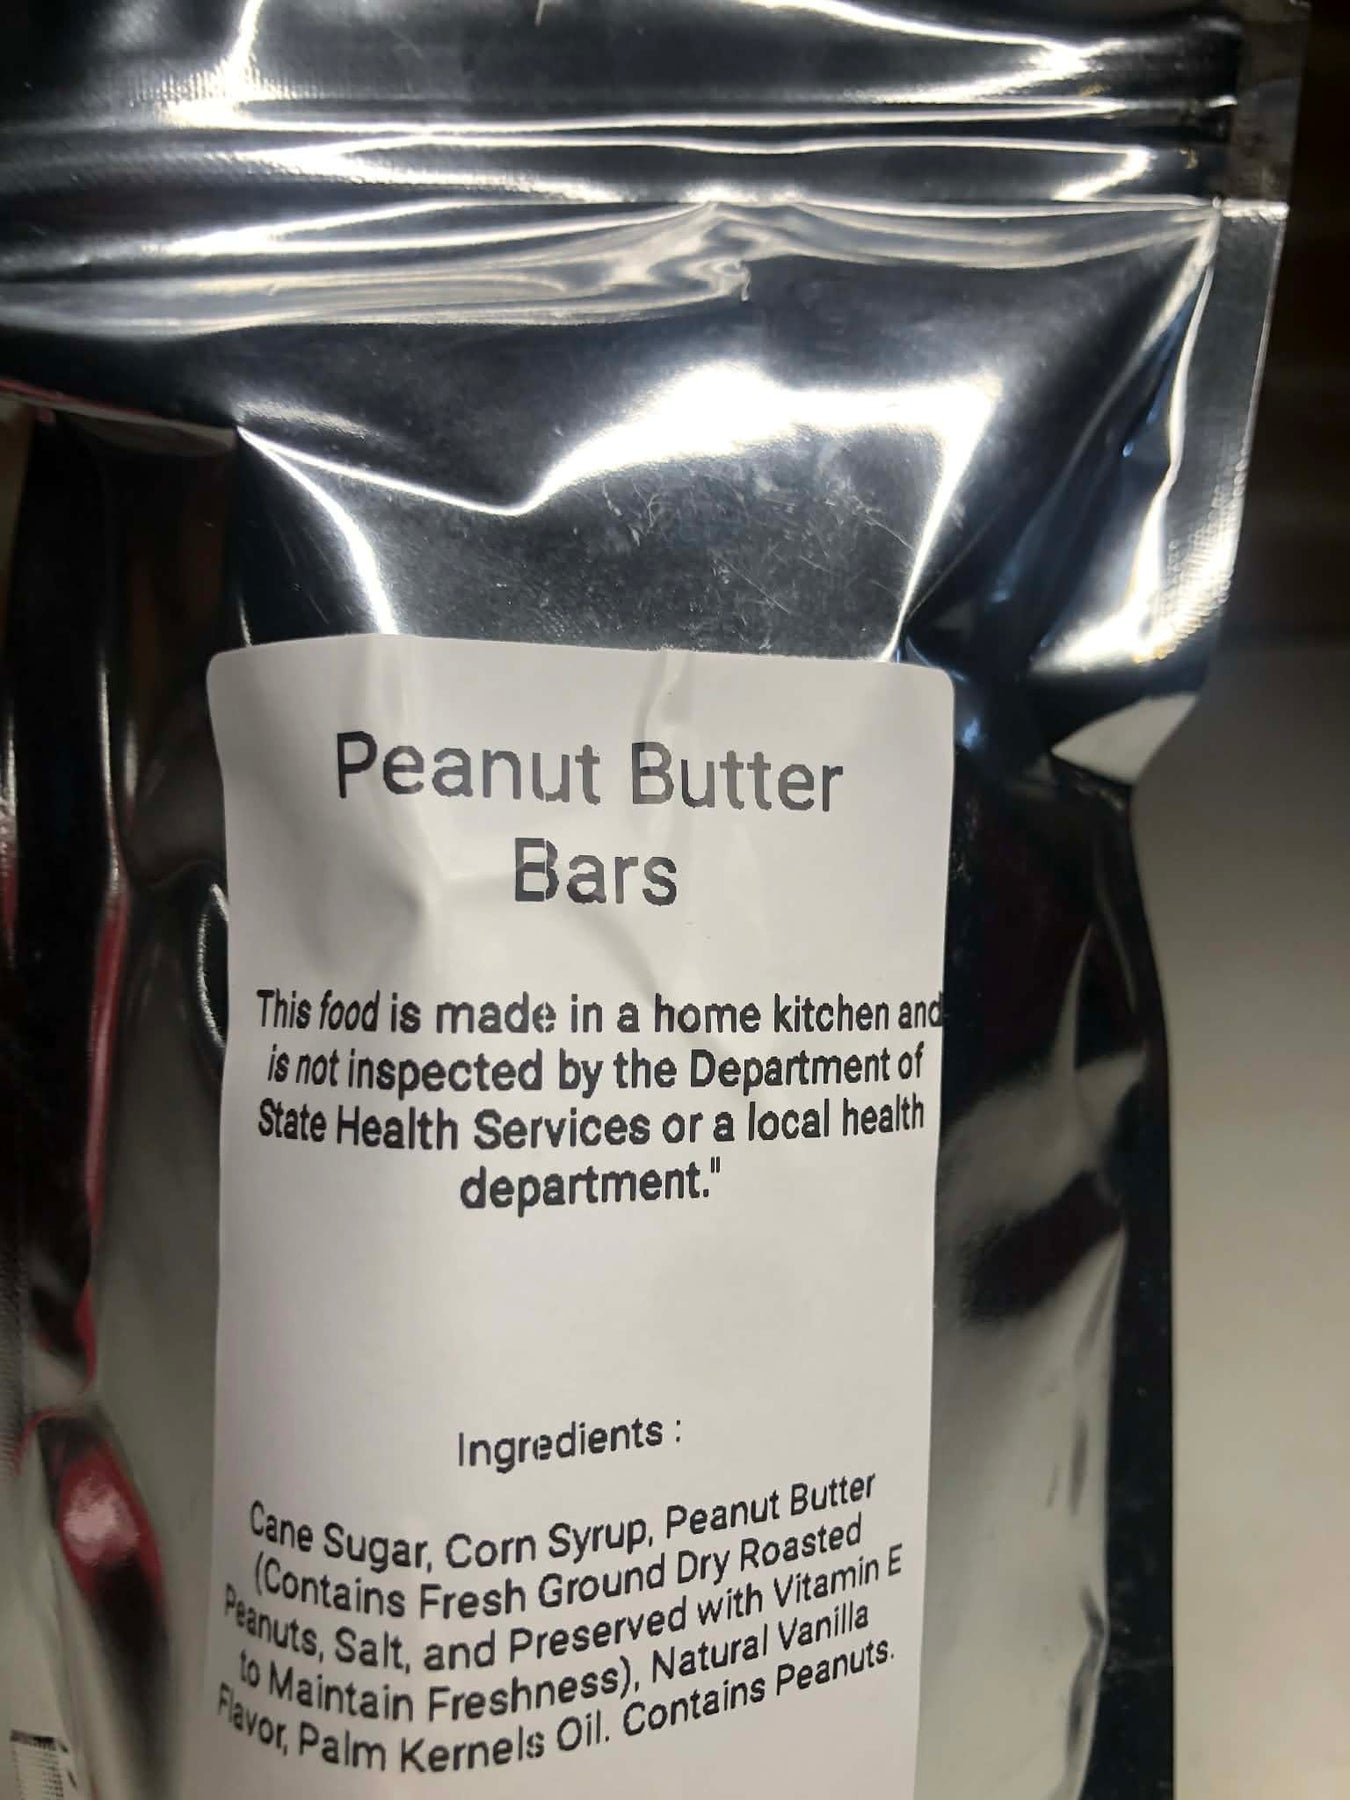 Peanut Butter
Bars
This food is made in a home kitchen and
is not inspected by the Department of
State Health Services or a local health
department."
Ingredients :
Cane Sugar, Corn Syrup, Peanut Butter
(Contains Fresh Ground Dry Roasted
Peanuts, Salt, and Preserved with Vitamin E
to Maintain Freshness), Natural Vanilla
Flavor, Palm Kernels Oil. Contains Peanuts.